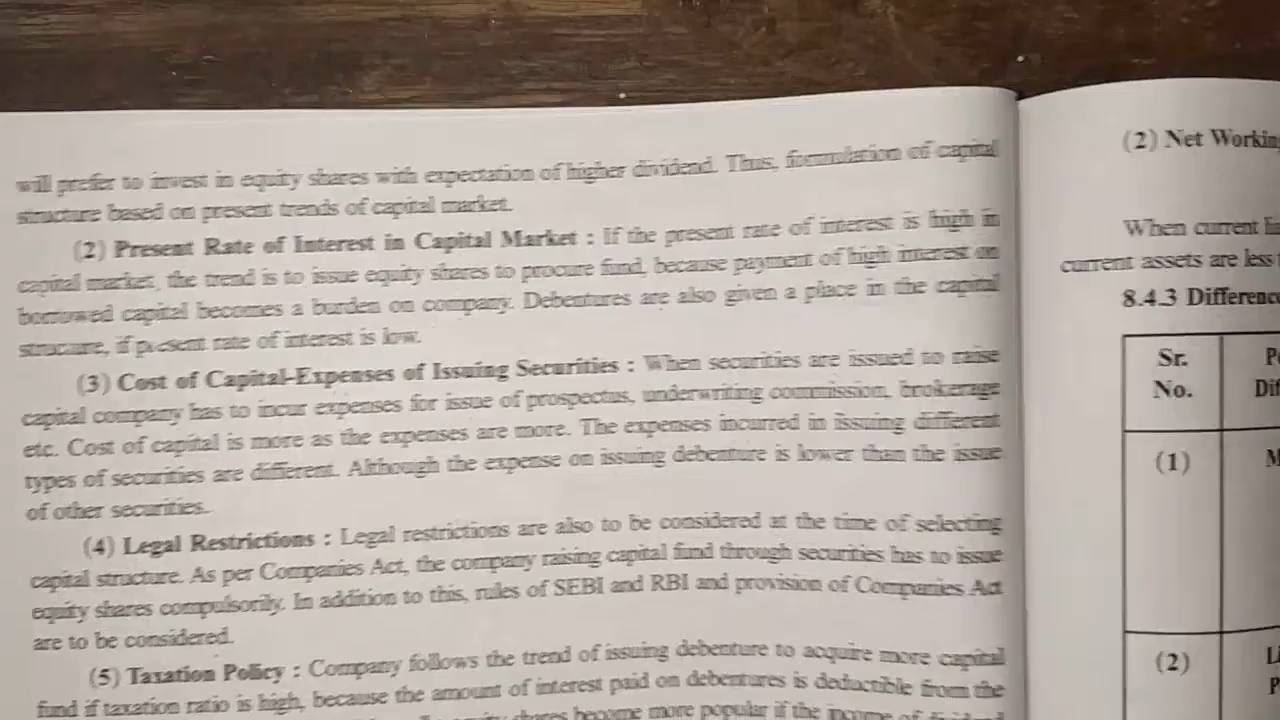 will prefer to invest in equity shares with expectation of higher dividend. Thus, formulation of capital
structure based on present trends of capital market.
(2) Present Rate of Interest in Capital Market : If the present rate of interest is high in
capital market, the trend is to issue equity shares to procure fund, because payment of high interest on
borrowed capital becomes a burden on company. Debentures are also given a place in the capital
structure, if present rate of interest is low.
(3) Cost of Capital-Expenses of Issuing Securities : When securities are issued to raise
capital company has to incur expenses for issue of prospectus, underwriting commission, brokerage
etc. Cost of capital is more as the expenses are more. The expenses incurred in issuing different
types of securities are different. Although the expense on issuing debenture is lower than the issue
of other securities.
(4) Legal Restrictions : Legal restrictions are also to be considered at the time of selecting
capital structure. As per Companies Act, the company raising capital fund through securities has to issue
equity shares compulsorily. In addition to this, rules of SEBI and RBI and provision of Companies Act
are to be considered.
(5) Taxation Policy : Company follows the trend of issuing debenture to acquire more capital
fund if taxation ratio is high, because the amount of interest paid on debentures is deductible from the
shares become more popular if the income of
(2) Net Workin
When current
current assets are less
8.4.3 Differenc
Sr.
No.
(1)
(2)